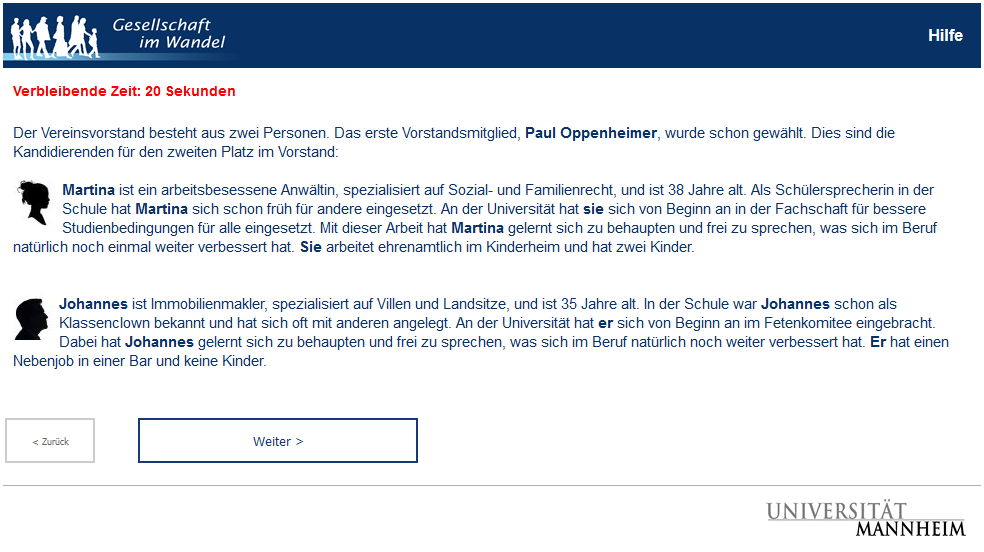 Gesellschaft
im Wandel
Hilfe
Verbleibende Zeit: 20 Sekunden
Der Vereinsvorstand besteht aus zwei Personen. Das erste Vorstandsmitglied, Paul Oppenheimer, wurde schon gewählt. Dies sind die
Kandidierenden für den zweiten Platz im Vorstand:
Martina ist ein arbeitsbesessene Anwältin, spezialisiert auf Sozial- und Familienrecht, und ist 38 Jahre alt. Als Schülersprecherin in der
Schule hat Martina sich schon früh für andere eingesetzt. An der Universität hat sie sich von Beginn an in der Fachschaft für bessere
Studienbedingungen für alle eingesetzt. Mit dieser Arbeit hat Martina gelernt sich zu behaupten und frei zu sprechen, was sich im Beruf
natürlich noch einmal weiter verbessert hat. Sie arbeitet ehrenamtlich im Kinderheim und hat zwei Kinder.
Johannes ist Immobilienmakler, spezialisiert auf Villen und Landsitze, und ist 35 Jahre alt. In der Schule war Johannes schon als
Klassenclown bekannt und hat sich oft mit anderen angelegt. An der Universität hat er sich von Beginn an im Fetenkomitee eingebracht.
Dabei hat Johannes gelernt sich zu behaupten und frei zu sprechen, was sich im Beruf natürlich noch weiter verbessert hat. Er hat einen
Nebenjob in einer Bar und keine Kinder.
< Zurück
Weiter >
UNIVERSITÄT
MANNHEIM